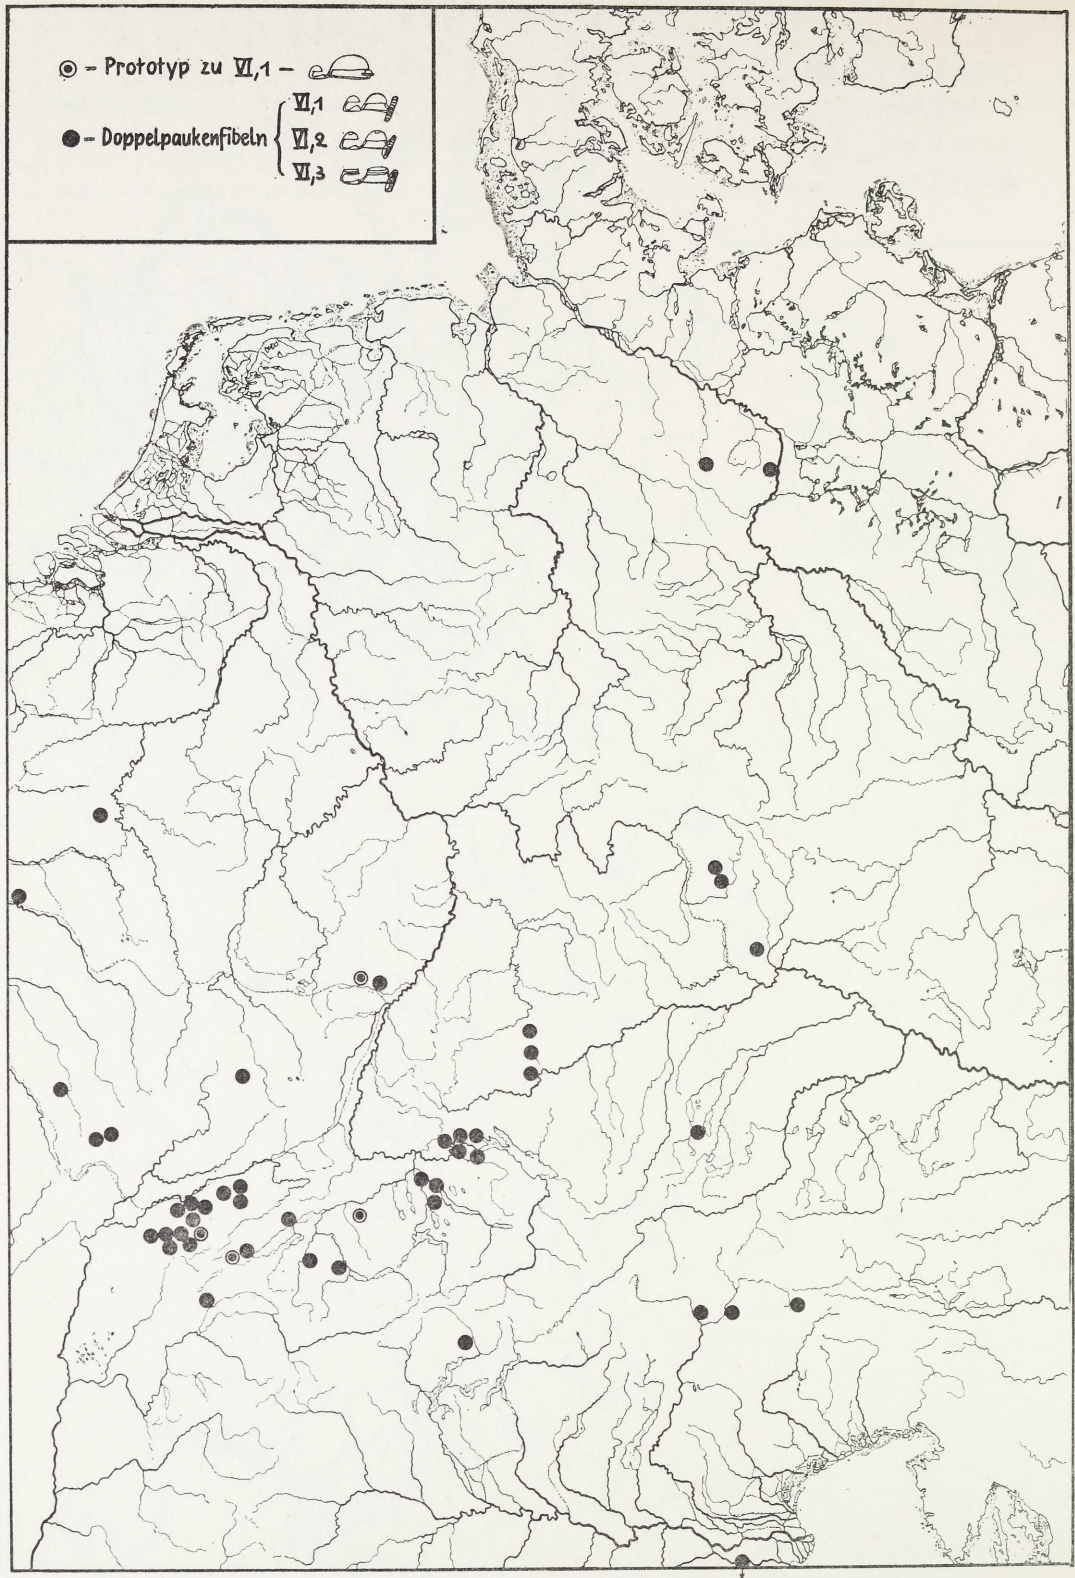 ◉ – Prototyp zu VI,1 –
VI,1
● – Doppelpaukenfibeln { VI,2
VI,3